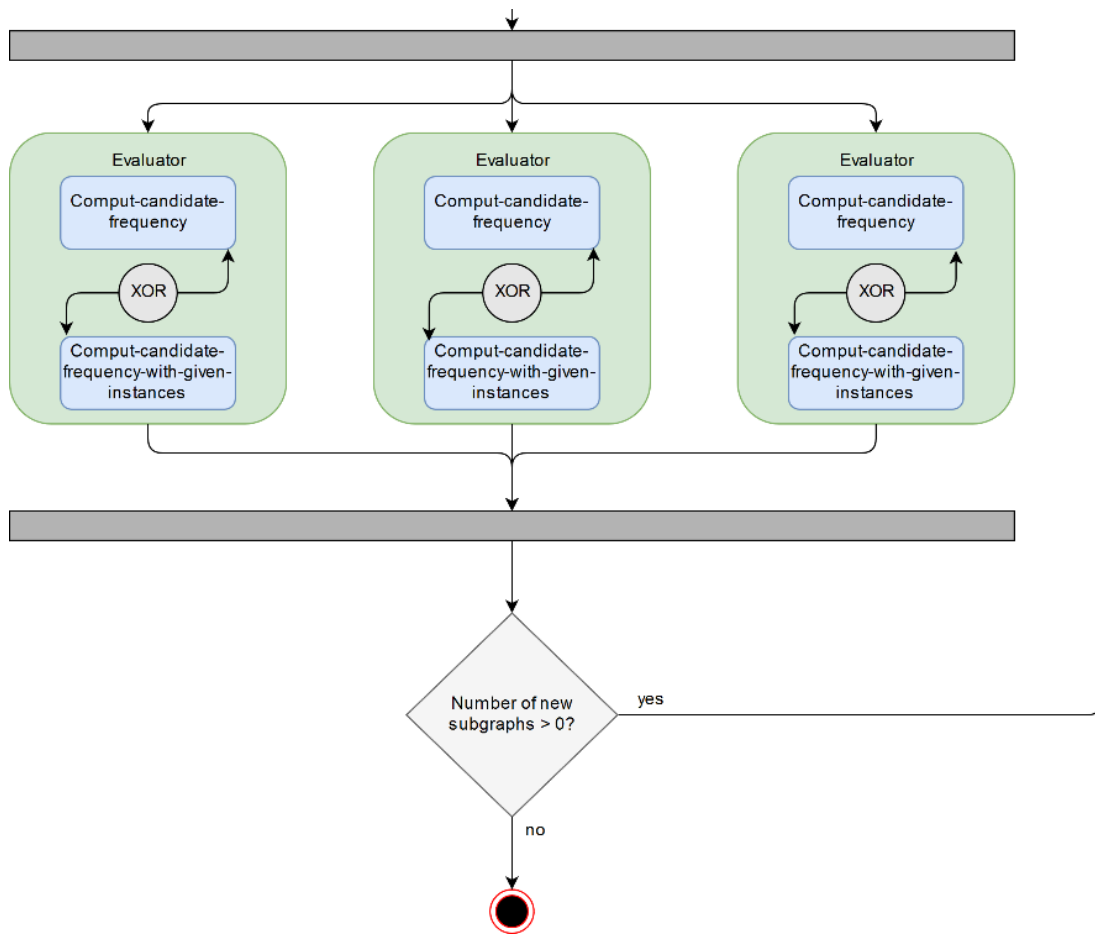 Evaluator
Comput-candidate-
frequency
XOR
Comput-candidate-
frequency-with-given-
instances
Evaluator
Comput-candidate-
frequency
XOR
Comput-candidate-
frequency-with-given-
instances
Evaluator
Comput-candidate-
frequency
XOR
Comput-candidate-
frequency-with-given-
instances
Number of new
subgraphs > 0?
yes
no